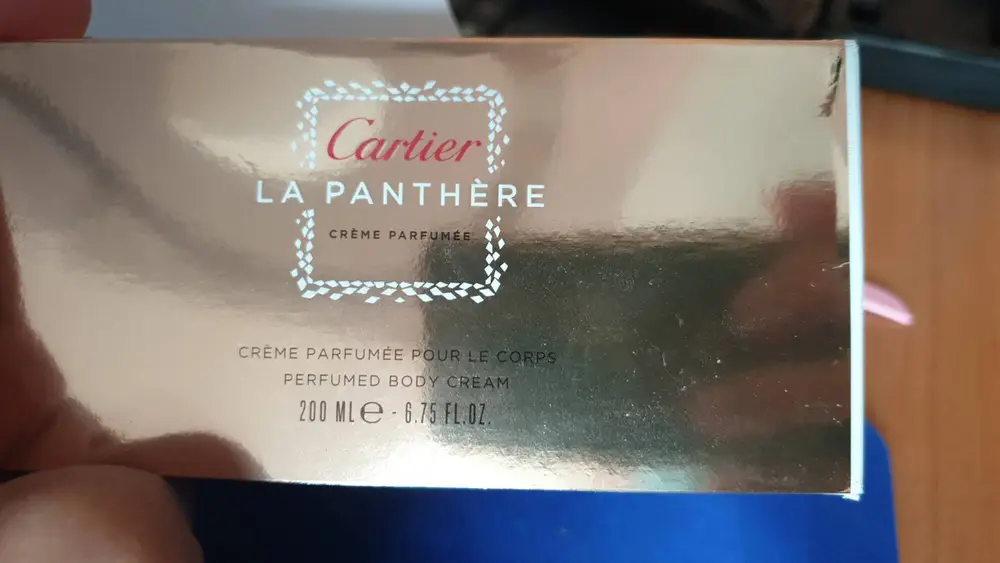 Cartier
LA PANTHÈRE
CRÈME PARFUMÉE
CRÈME PARFUMÉE POUR LE CORPS
PERFUMED BODY CREAM
200 ML℮ - 6.75 FL.OZ.